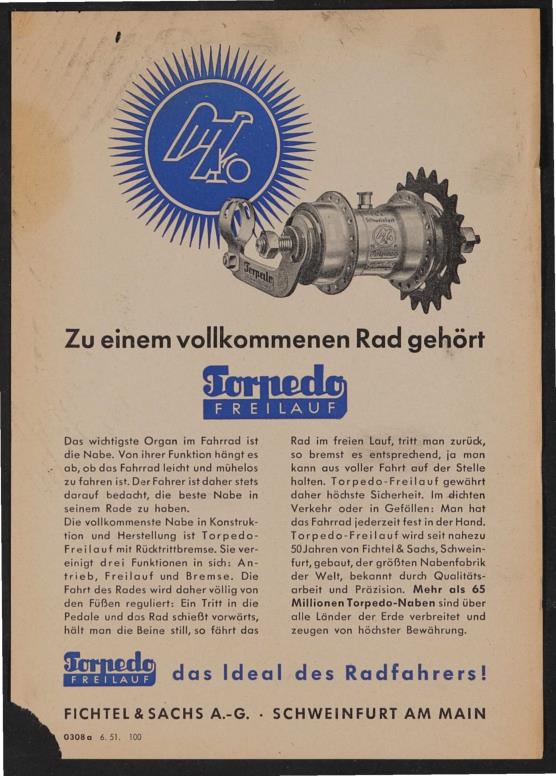 Schweinfurt
Torpedo
Zu einem vollkommenen Rad gehört
Torpedo
FREILAUF
Das wichtigste Organ im Fahrrad ist
die Nabe. Von ihrer Funktion hängt es
ab, ob das Fahrrad leicht und mühelos
zu fahren ist. Der Fahrer ist daher stets
darauf bedacht, die beste Nabe in
seinem Rade zu haben.
Die vollkommenste Nabe in Konstruk-
tion und Herstellung ist Torpedo-
Freilauf mit Rücktrittbremse. Sie ver-
einigt drei Funktionen in sich: An-
trieb, Freilauf und Bremse. Die
Fahrt des Rades wird daher völlig von
den Füßen reguliert: Ein Tritt in die
Pedale und das Rad schießt vorwärts,
hält man die Beine still, so fährt das
Rad im freien Lauf, tritt man zurück,
so bremst es entsprechend, ja man
kann aus voller Fahrt auf der Stelle
halten. Torpedo-Freilauf gewährt
daher höchste Sicherheit. Im dichten
Verkehr oder in Gefällen: Man hat
das Fahrrad jederzeit fest in der Hand.
Torpedo-Freilauf wird seit nahezu
50 Jahren von Fichtel & Sachs, Schwein-
furt, gebaut, der größten Nabenfabrik
der Welt, bekannt durch Qualitäts-
arbeit und Präzision. Mehr als 65
Millionen Torpedo-Naben sind über
alle Länder der Erde verbreitet und
zeugen von höchster Bewährung.
Torpedo
FREILAUF
das Ideal des Radfahrers!
FICHTEL & SACHS A.-G. · SCHWEINFURT AM MAIN
0308a 6. 51. 100